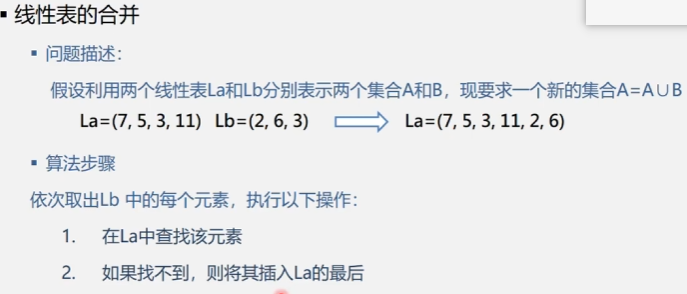 线性表的合并
问题描述：
假设利用两个线性表La和Lb分别表示两个集合A和B，现要求一个新的集合A=A∪B
La=(7, 5, 3, 11) Lb=(2, 6, 3) La=(7, 5, 3, 11, 2, 6)
算法步骤
依次取出Lb 中的每个元素，执行以下操作：
1. 在La中查找该元素
2. 如果找不到，则将其插入La的最后